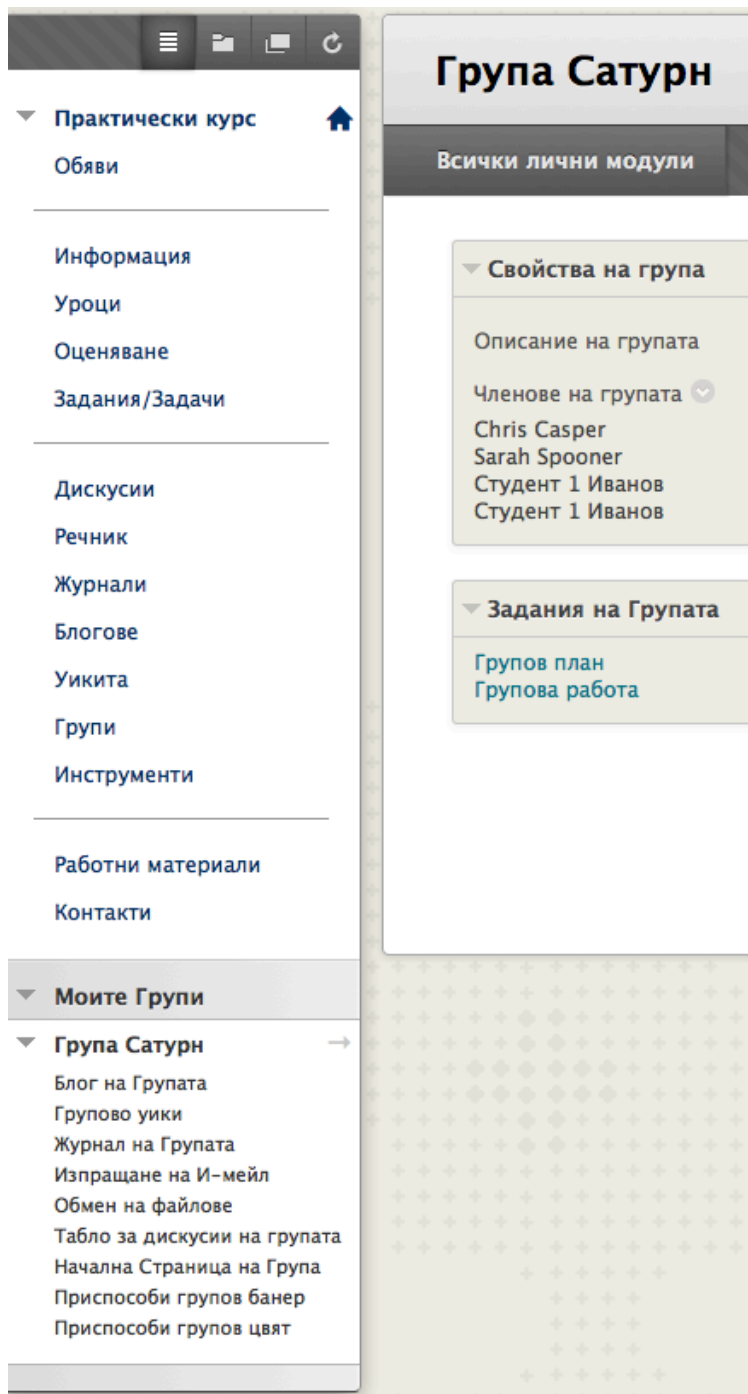 Практически курс
Обяви
Информация
Уроци
Оценяване
Задания/Задачи
Дискусии
Речник
Журнали
Блогове
Уикита
Групи
Инструменти
Работни материали
Контакти
Моите Групи
Група Сатурн
Блог на Групата
Групово уики
Журнал на Групата
Изпращане на И-мейл
Обмен на файлове
Табло за дискусии на групата
Начална Страница на Група
Приспособи групов банер
Приспособи групов цвят
Група Сатурн
Всички лични модули
Свойства на група
Описание на групата
Членове на групата
Chris Casper
Sarah Spooner
Студент 1 Иванов
Студент 1 Иванов
Задания на Групата
Групов план
Групова работа